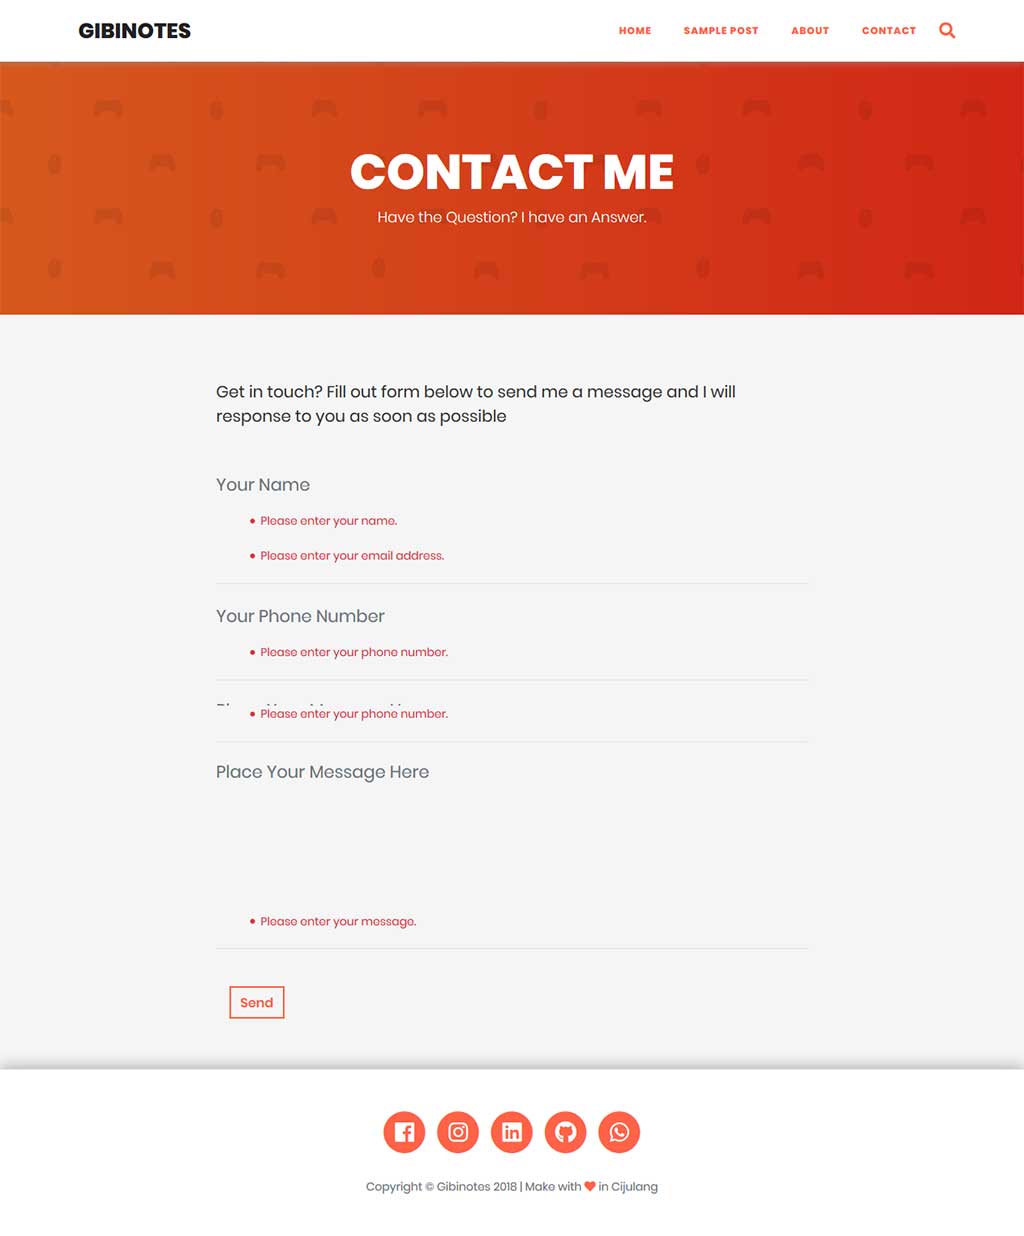 GIBINOTES
HOME SAMPLE POST ABOUT CONTACT
CONTACT ME
Have the Question? I have an Answer.
Get in touch? Fill out form below to send me a message and I will
response to you as soon as possible
Your Name
Please enter your name.
Please enter your email address.
Your Phone Number
Please enter your phone number.
Please enter your phone number.
Place Your Message Here
Please enter your message.
Send
Copyright © Gibinotes 2018 | Make with ❤ in Cijulang